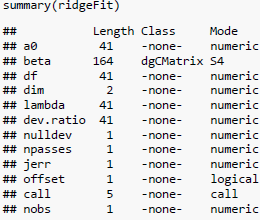 summary(ridgeFit)
##           Length Class     Mode
## a0         41    -none-    numeric
## beta      164    dgCMatrix S4
## df         41    -none-    numeric
## dim         2    -none-    numeric
## lambda     41    -none-    numeric
## dev.ratio  41    -none-    numeric
## nulldev     1    -none-    numeric
## npasses     1    -none-    numeric
## jerr        1    -none-    numeric
## offset      1    -none-    logical
## call        5    -none-    call
## nobs        1    -none-    numeric